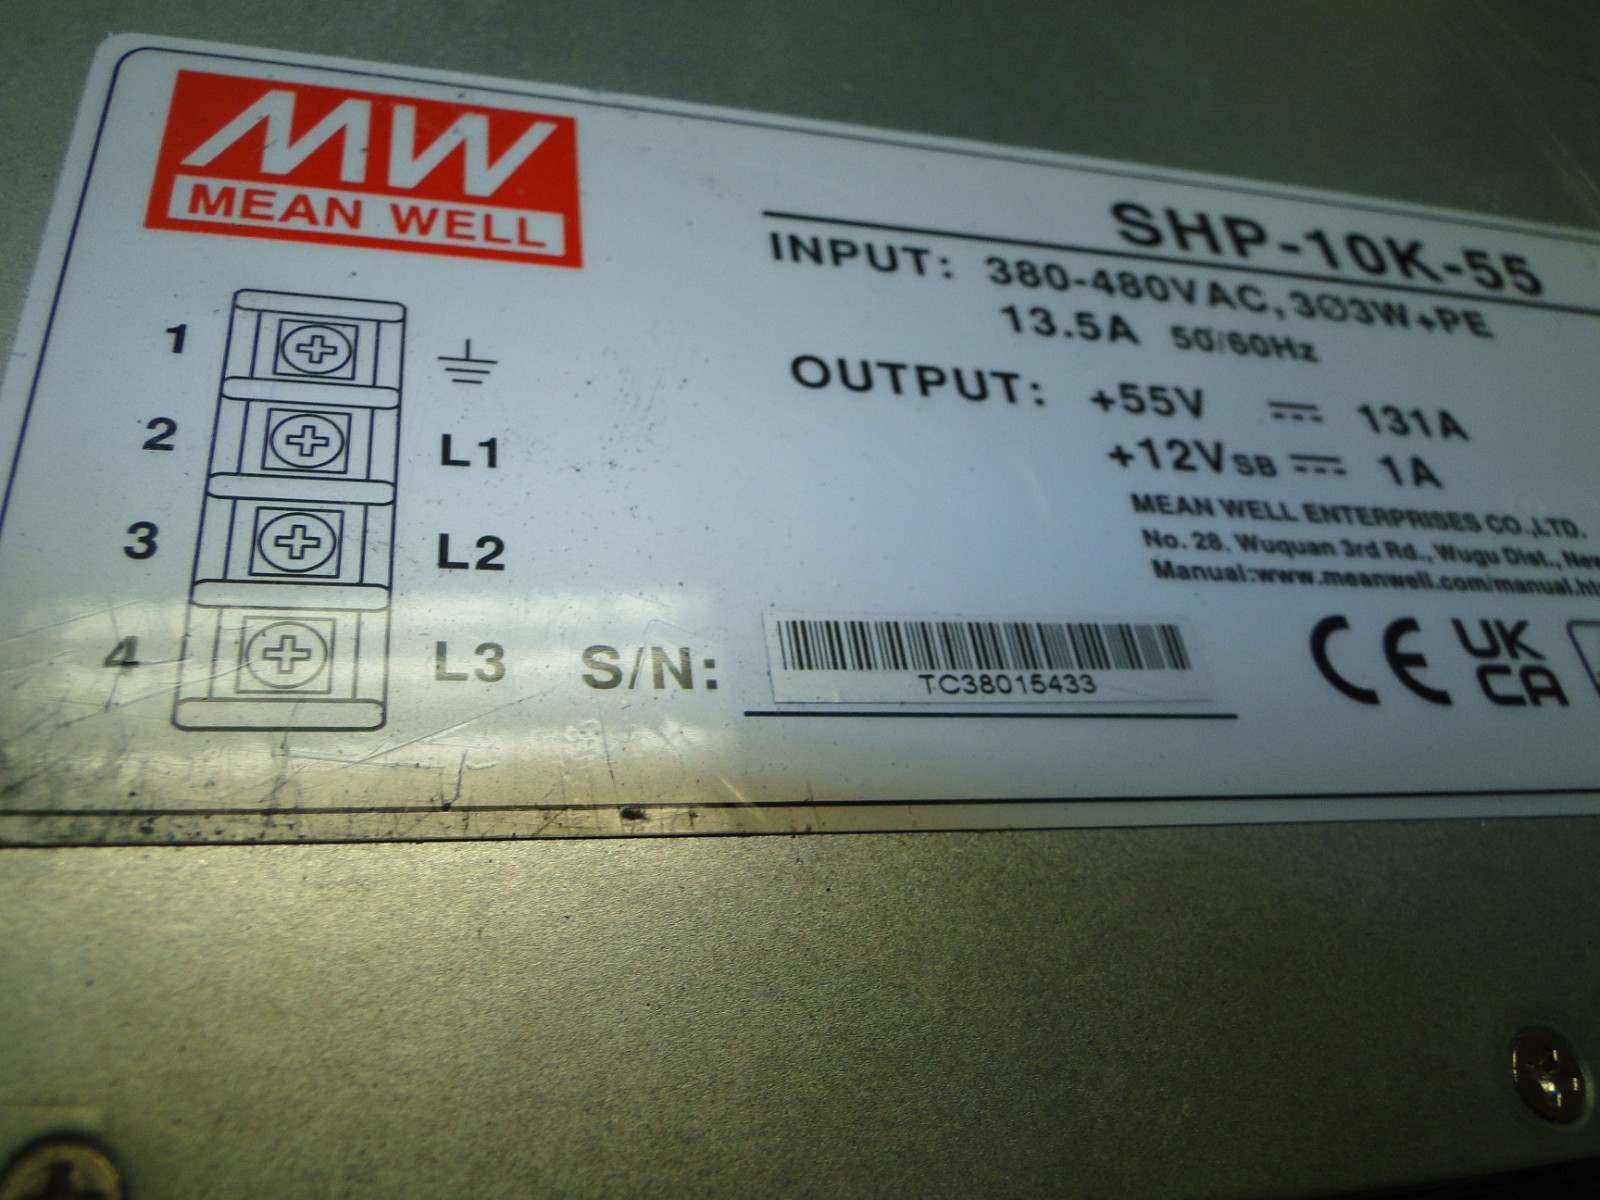 MW
MEAN WELL
SHP-10K-55
INPUT: 380-480VAC, 3Ø3W+PE
13.5A 50/60Hz
OUTPUT: +55V ⎓ 131A
+12VSB ⎓ 1A
MEAN WELL ENTERPRISES CO.,LTD.
No. 28, Wuquan 3rd Rd., Wugu Dist., New
Manual:www.meanwell.com/manual.ht
1
2 L1
3 L2
4 L3
S/N: TC38015433
CE UK
CA